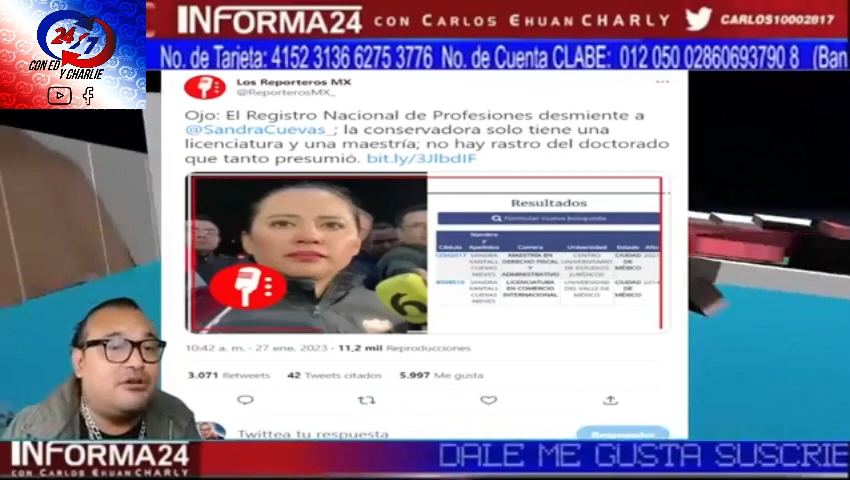 INFORMA24 CON CARLOS EHUAN CHARLY CARLOS10002817
24/7
CON ED
Y CHARLIE
No. de Tarjeta: 4152 3136 6275 3776 No. de Cuenta CLABE: 012 050 02860693790 8 (Ban
Los Reporteros MX
@ReporterosMX_
Ojo: El Registro Nacional de Profesiones desmiente a
@SandraCuevas_; la conservadora solo tiene una
licenciatura y una maestría; no hay rastro del doctorado
que tanto presumió. bit.ly/3JlbdIF
Resultados
Formular nueva búsqueda
Nombre
y
Cédula Apellidos Carrera Universidad Estado Año
SANDRA MAESTRÍA EN CENTRO CIUDAD
XANTALL DERECHO FISCAL UNIVERSITARIO DE
CUEVAS Y DE ESTUDIOS MÉXICO
NIEVES ADMINISTRATIVO JURÍDICOS
SANDRA LICENCIATURA UNIVERSIDAD CIUDAD
XANTALL EN COMERCIO DEL VALLE DE DE
CUEVAS INTERNACIONAL MÉXICO MÉXICO
NIEVES
10:42 a. m. · 27 ene. 2023 · 11,2 mil Reproducciones
3.071 Retweets 42 Tweets citados 5.997 Me gusta
Twittea tu respuesta Responder
INFORMA24
CON CARLOS EHUAN CHARLY
DALE ME GUSTA SUSCRIE